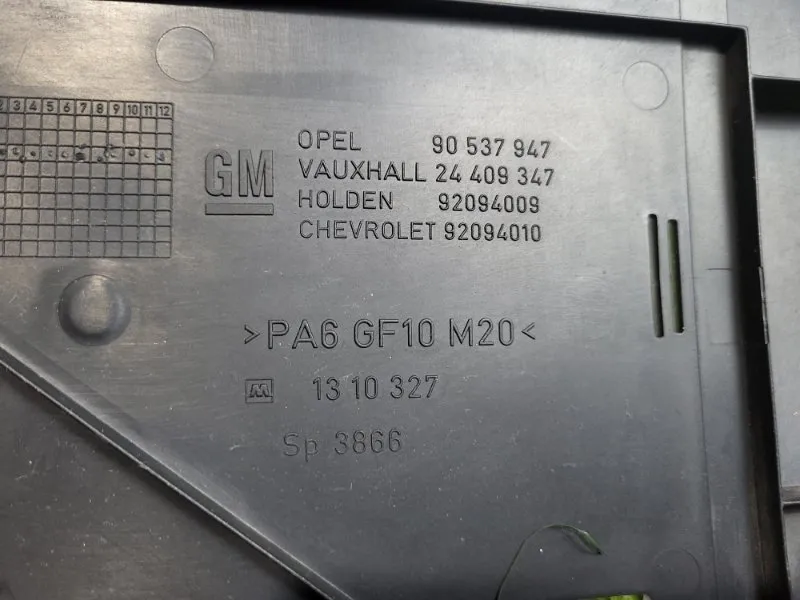 2 3 4 5 6 7 8 9 10 11 12
GM
OPEL 90 537 947
VAUXHALL 24 409 347
HOLDEN 92094009
CHEVROLET 92094010
>PA6 GF10 M20<
M 13 10 327
Sp 3866